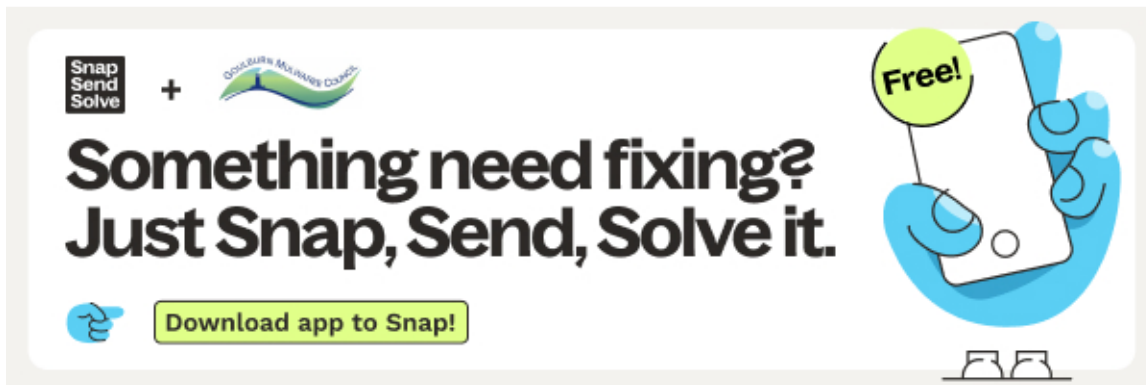 Snap
Send
Solve
+
GOULBURN MULWAREE COUNCIL
Free!
Something need fixing?
Just Snap, Send, Solve it.
Download app to Snap!